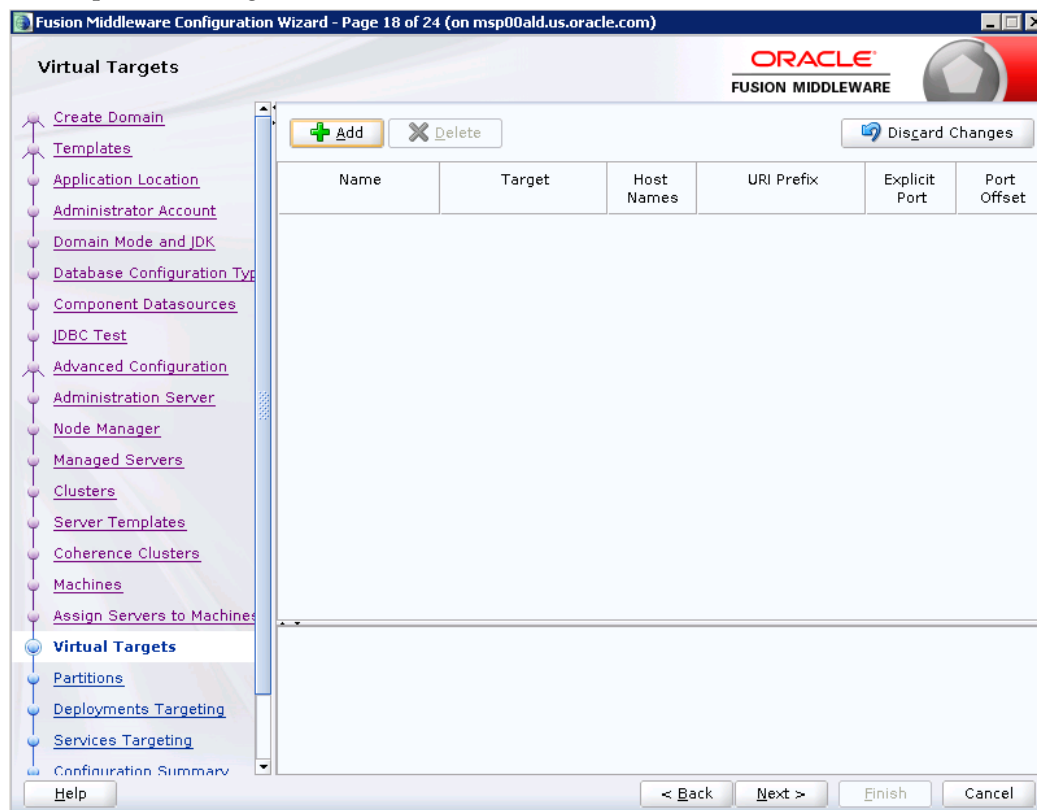 Fusion Middleware Configuration Wizard - Page 18 of 24 (on msp00ald.us.oracle.com)
Virtual Targets
ORACLE
FUSION MIDDLEWARE
Create Domain
Templates
Application Location
Administrator Account
Domain Mode and JDK
Database Configuration Typ
Component Datasources
JDBC Test
Advanced Configuration
Administration Server
Node Manager
Managed Servers
Clusters
Server Templates
Coherence Clusters
Machines
Assign Servers to Machines
Virtual Targets
Partitions
Deployments Targeting
Services Targeting
Configuration Summary
Add Delete Discard Changes
Name Target Host Names URI Prefix Explicit Port Port Offset
Help < Back Next > Finish Cancel